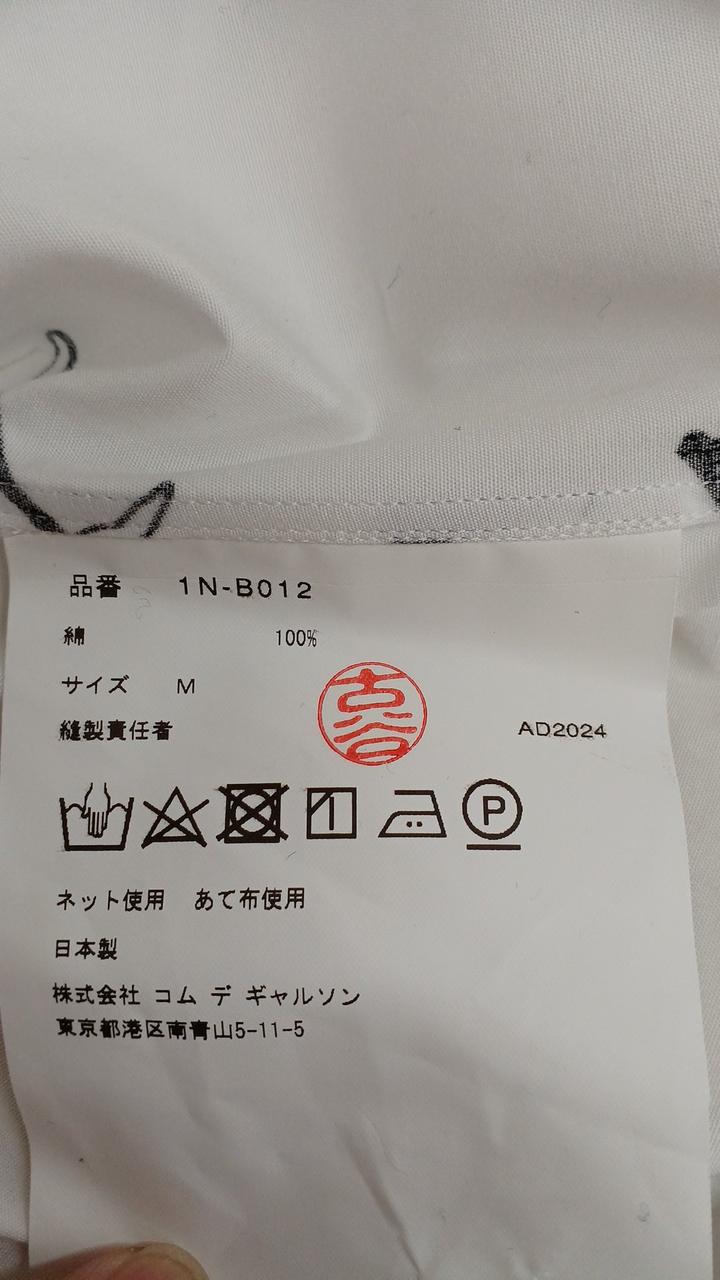 品番 1N-B012
綿 100%
サイズ M
縫製責任者 古谷 AD2024
P
ネット使用 あて布使用
日本製
株式会社 コム デ ギャルソン
東京都港区南青山5-11-5